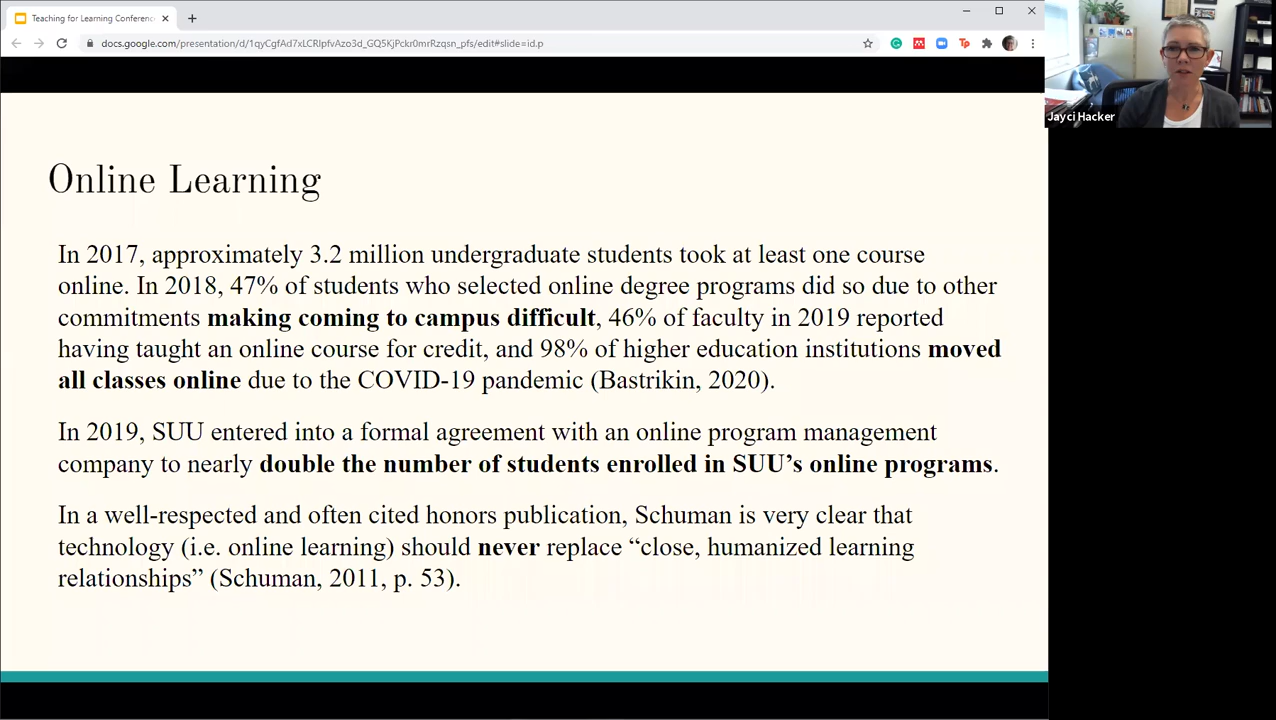 Teaching for Learning Conferenc
docs.google.com/presentation/d/1qyCgfAd7xLCRpfvAzo3d_GQ5KjPckr0mrRzqsn_pfs/edit#slide=id.p
Jayci Hacker
Online Learning
In 2017, approximately 3.2 million undergraduate students took at least one course
online. In 2018, 47% of students who selected online degree programs did so due to other
commitments making coming to campus difficult, 46% of faculty in 2019 reported
having taught an online course for credit, and 98% of higher education institutions moved
all classes online due to the COVID-19 pandemic (Bastrikin, 2020).
In 2019, SUU entered into a formal agreement with an online program management
company to nearly double the number of students enrolled in SUU’s online programs.
In a well-respected and often cited honors publication, Schuman is very clear that
technology (i.e. online learning) should never replace “close, humanized learning
relationships” (Schuman, 2011, p. 53).